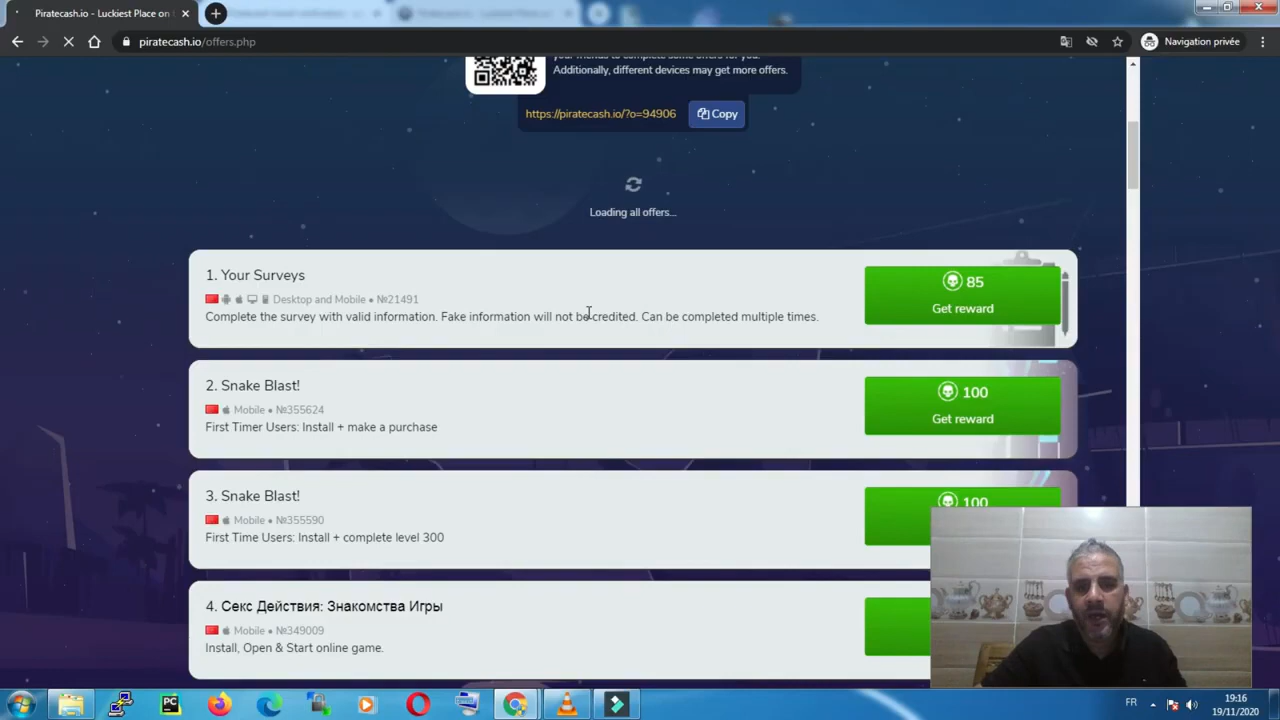 Piratecash.io - Luckiest Place on
piratecash.io/offers.php
Navigation privée
your friends to complete some offers for you.
Additionally, different devices may get more offers.
https://piratecash.io/?o=94906
Copy
Loading all offers...
1. Your Surveys
Desktop and Mobile • №21491
Complete the survey with valid information. Fake information will not be credited. Can be completed multiple times.
85
Get reward
2. Snake Blast!
Mobile • №355624
First Timer Users: Install + make a purchase
100
Get reward
3. Snake Blast!
Mobile • №355590
First Time Users: Install + complete level 300
100
4. Секс Действия: Знакомства Игры
Mobile • №349009
Install, Open & Start online game.
PC
FR
19:16
19/11/2020